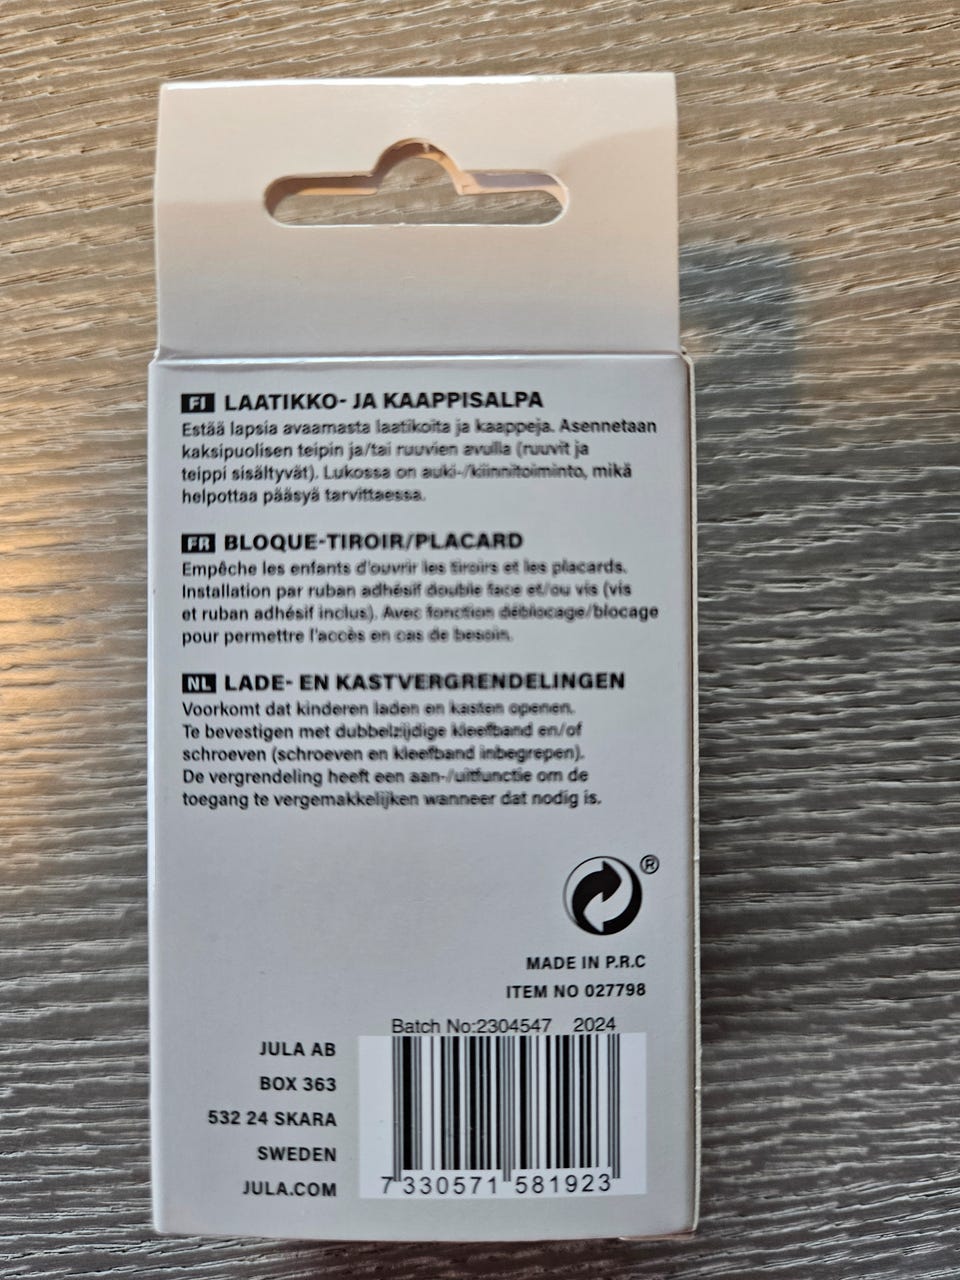 FI LAATIKKO- JA KAAPPISALPA
Estää lapsia avaamasta laatikoita ja kaappeja. Asennetaan
kaksipuolisen teipin ja/tai ruuvien avulla (ruuvit ja
teippi sisältyvät). Lukossa on auki-/kiinnitoiminto, mikä
helpottaa pääsyä tarvittaessa.
FR BLOQUE-TIROIR/PLACARD
Empêche les enfants d'ouvrir les tiroirs et les placards.
Installation par ruban adhésif double face et/ou vis (vis
et ruban adhésif inclus). Avec fonction déblocage/blocage
pour permettre l'accès en cas de besoin.
NL LADE- EN KASTVERGRENDELINGEN
Voorkomt dat kinderen laden en kasten openen.
Te bevestigen met dubbelzijdige kleefband en/of
schroeven (schroeven en kleefband inbegrepen).
De vergrendeling heeft een aan-/uitfunctie om de
toegang te vergemakkelijken wanneer dat nodig is.
®
MADE IN P.R.C
ITEM NO 027798
Batch No:2304547 2024
JULA AB
BOX 363
532 24 SKARA
SWEDEN
JULA.COM
7 330571 581923